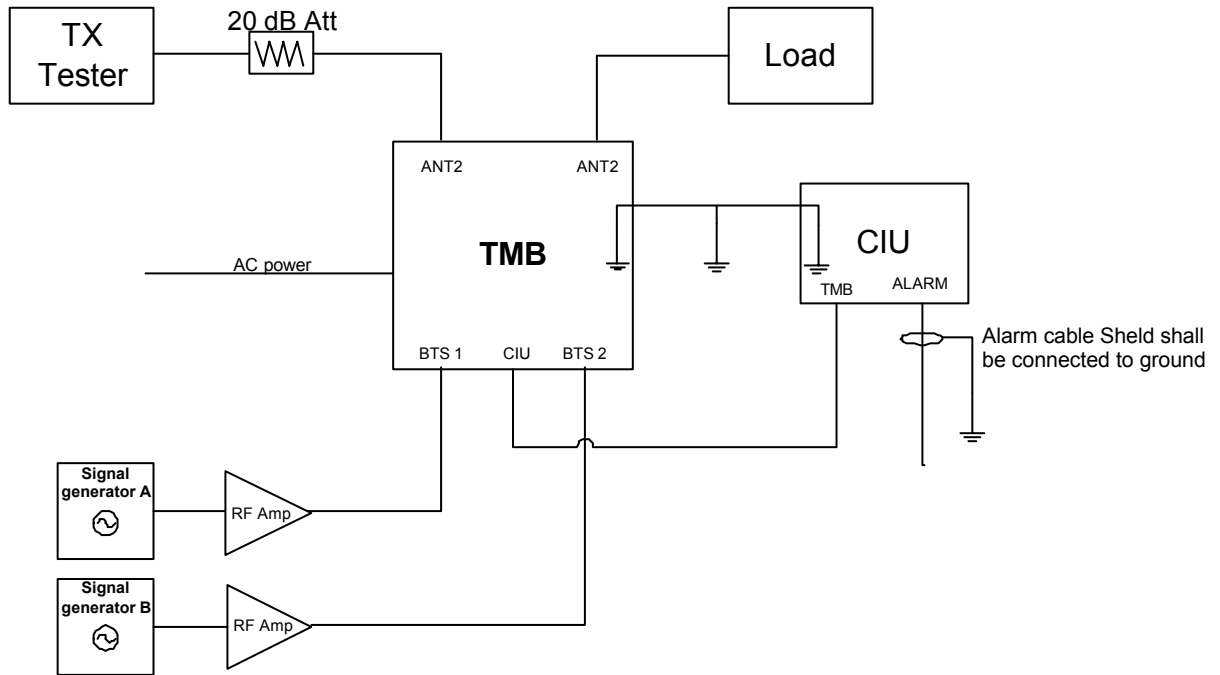 TX
Tester
20 dB Att
Load
ANT2
ANT2
TMB
CIU
AC power
TMB
ALARM
BTS 1
CIU
BTS 2
Alarm cable Sheld shall
be connected to ground
Signal
generator A
RF Amp
Signal
generator B
RF Amp